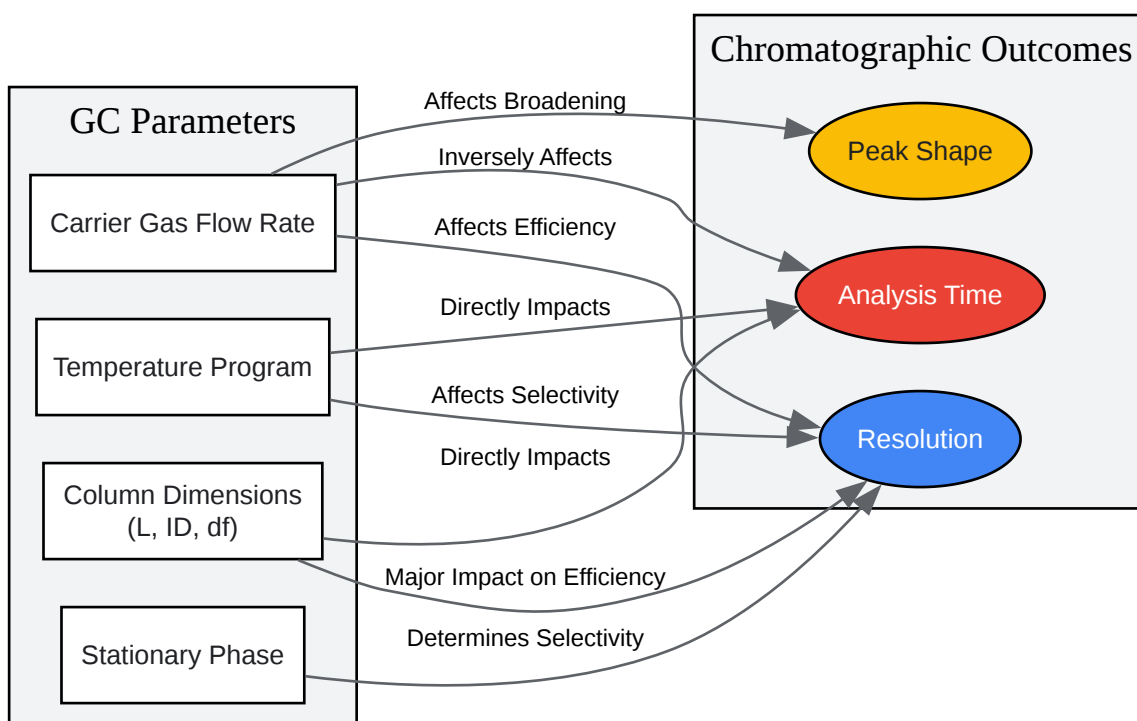 Chromatographic Outcomes
GC Parameters
Affects Broadening
Peak Shape
Inversely Affects
Carrier Gas Flow Rate
Affects Efficiency
Analysis Time
Directly Impacts
Temperature Program
Affects Selectivity
Resolution
Directly Impacts
Column Dimensions
(L, ID, df)
Major Impact on Efficiency
Determines Selectivity
Stationary Phase